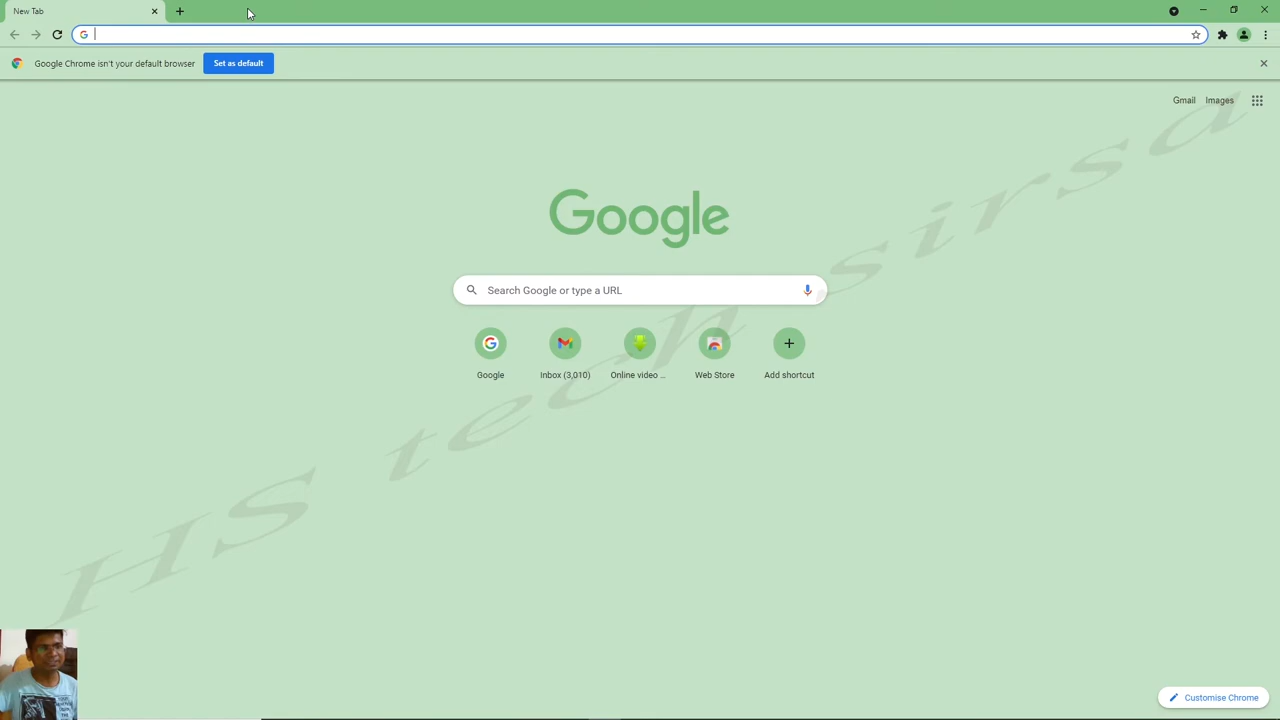 New Tab
Google Chrome isn't your default browser
Set as default
Gmail
Images
Google
Search Google or type a URL
Google
Inbox (3,010)
Online video ...
Web Store
Add shortcut
HS tech sirsa
Customise Chrome